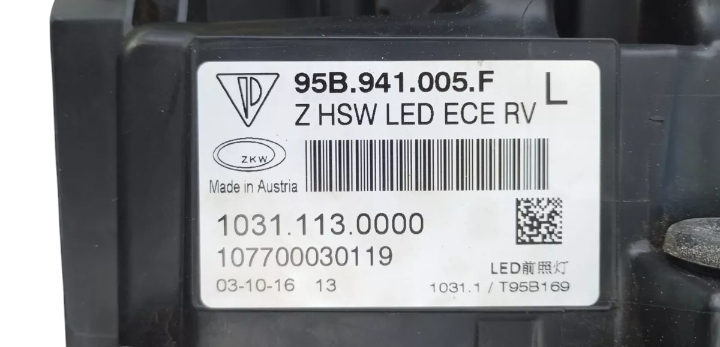 95B.941.005.F L
Z HSW LED ECE RV
ZKW
Made in Austria
1031.113.0000
107700030119
LED前照灯
03-10-16 13
1031.1 / T95B169